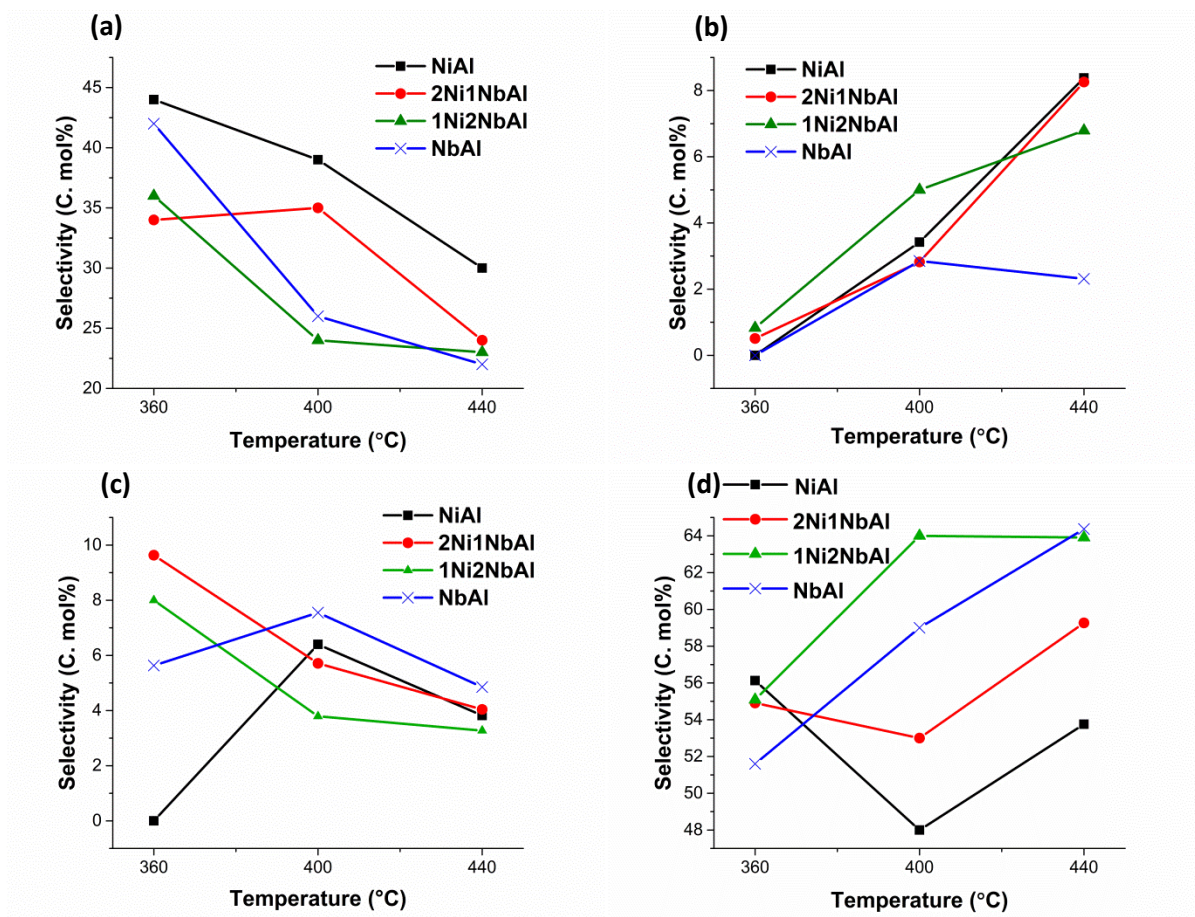 (a)
NiAl
2Ni1NbAl
1Ni2NbAl
NbAl
45
40
35
30
25
20
Selectivity (C. mol%)
360
400
440
Temperature (°C)
(b)
NiAl
2Ni1NbAl
1Ni2NbAl
NbAl
8
6
4
2
0
Selectivity (C. mol%)
360
400
440
Temperature (°C)
(c)
NiAl
2Ni1NbAl
1Ni2NbAl
NbAl
10
8
6
4
2
0
Selectivity (C. mol%)
360
400
440
Temperature (°C)
(d)
NiAl
2Ni1NbAl
1Ni2NbAl
NbAl
64
62
60
58
56
54
52
50
48
Selectivity (C. mol%)
360
400
440
Temperature (°C)